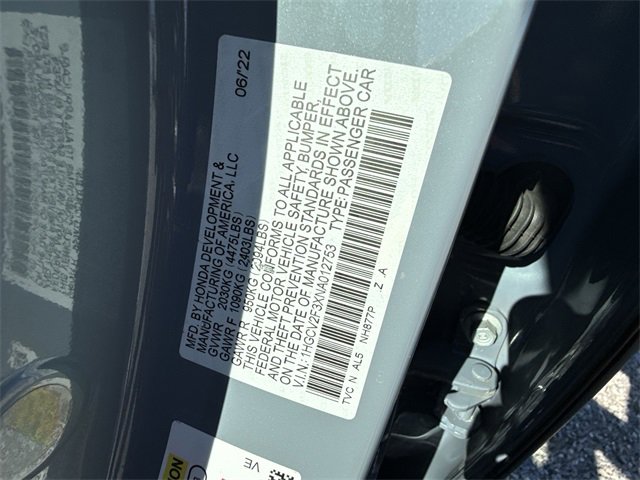 MFD. BY HONDA DEVELOPMENT & 06/22
MANUFACTURING OF AMERICA, LLC
GVWR 2030KG (4475LBS)
GAWR F 1090KG (2403LBS)
GAWR R 950KG (2094LBS)
THIS VEHICLE CONFORMS TO ALL APPLICABLE
FEDERAL MOTOR VEHICLE SAFETY, BUMPER,
AND THEFT PREVENTION STANDARDS IN EFFECT
ON THE DATE OF MANUFACTURE SHOWN ABOVE.
V.I.N.: 1HGCV2F3XNA012753 TYPE:PASSENGER CAR
TVC N AL5 NH877P Z A
VE